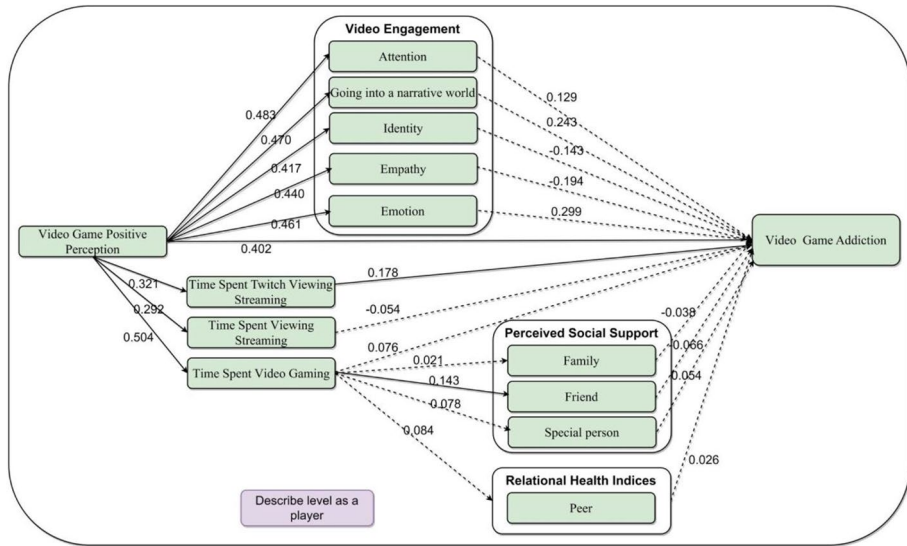 Video Engagement
Attention
Going into a narrative world
Identity
Empathy
Emotion
0.129
0.243
-0.143
-0.194
0.299
0.483
0.470
0.417
0.440
0.461
0.402
Video Game Positive
Perception
Video Game Addiction
0.321
0.292
0.504
Time Spent Twitch Viewing
Streaming
0.178
Time Spent Viewing
Streaming
-0.054
Time Spent Video Gaming
0.076
0.021
0.143
0.078
0.084
Perceived Social Support
Family
Friend
Special person
-0.038
-0.066
0.054
Relational Health Indices
Peer
0.026
Describe level as a
player